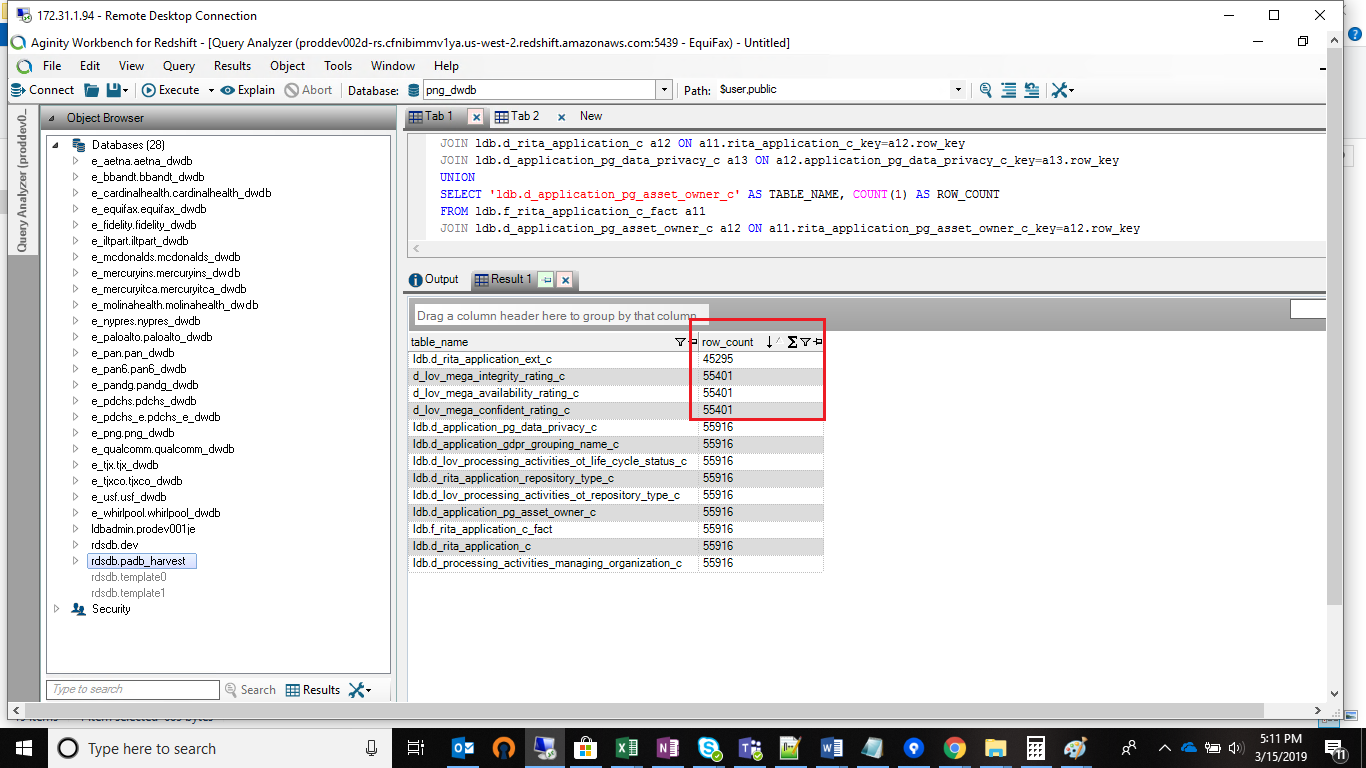 172.31.1.94 - Remote Desktop Connection
Aginity Workbench for Redshift - [Query Analyzer (proddev002d-rs.cfnibimmv1ya.us-west-2.redshift.amazonaws.com:5439 - EquiFax) - Untitled]
File Edit View Query Results Object Tools Window Help
Connect Execute Explain Abort Database: png_dwdb Path: $user,public
Query Analyzer (proddev0...
Object Browser
Databases (28)
e_aetna.aetna_dwdb
e_bbandt.bbandt_dwdb
e_cardinalhealth.cardinalhealth_dwdb
e_equifax.equifax_dwdb
e_fidelity.fidelity_dwdb
e_iltpart.iltpart_dwdb
e_mcdonalds.mcdonalds_dwdb
e_mercuryins.mercuryins_dwdb
e_mercuryitca.mercuryitca_dwdb
e_molinahealth.molinahealth_dwdb
e_nypres.nypres_dwdb
e_paloalto.paloalto_dwdb
e_pan.pan_dwdb
e_pan6.pan6_dwdb
e_pandg.pandg_dwdb
e_pdchs.pdchs_dwdb
e_pdchs_e.pdchs_e_dwdb
e_png.png_dwdb
e_qualcomm.qualcomm_dwdb
e_tjx.tjx_dwdb
e_tjxco.tjxco_dwdb
e_usf.usf_dwdb
e_whirlpool.whirlpool_dwdb
ldbadmin.prodev001je
rdsdb.dev
rdsdb.padb_harvest
rdsdb.template0
rdsdb.template1
Security
Type to search Search Results
Tab 1 Tab 2 New
JOIN ldb.d_rita_application_c a12 ON a11.rita_application_c_key=a12.row_key
JOIN ldb.d_application_pg_data_privacy_c a13 ON a12.application_pg_data_privacy_c_key=a13.row_key
UNION
SELECT 'ldb.d_application_pg_asset_owner_c' AS TABLE_NAME, COUNT(1) AS ROW_COUNT
FROM ldb.f_rita_application_c_fact a11
JOIN ldb.d_application_pg_asset_owner_c a12 ON a11.rita_application_pg_asset_owner_c_key=a12.row_key
Output Result 1
Drag a column header here to group by that column
table_name row_count
ldb.d_rita_application_ext_c 45295
d_lov_mega_integrity_rating_c 55401
d_lov_mega_availability_rating_c 55401
d_lov_mega_confident_rating_c 55401
ldb.d_application_pg_data_privacy_c 55916
ldb.d_application_gdpr_grouping_name_c 55916
ldb.d_lov_processing_activities_ot_life_cycle_status_c 55916
ldb.d_rita_application_repository_type_c 55916
ldb.d_lov_processing_activities_ot_repository_type_c 55916
ldb.d_application_pg_asset_owner_c 55916
ldb.f_rita_application_c_fact 55916
ldb.d_rita_application_c 55916
ldb.d_processing_activities_managing_organization_c 55916
Type here to search
5:11 PM
3/15/2019
11